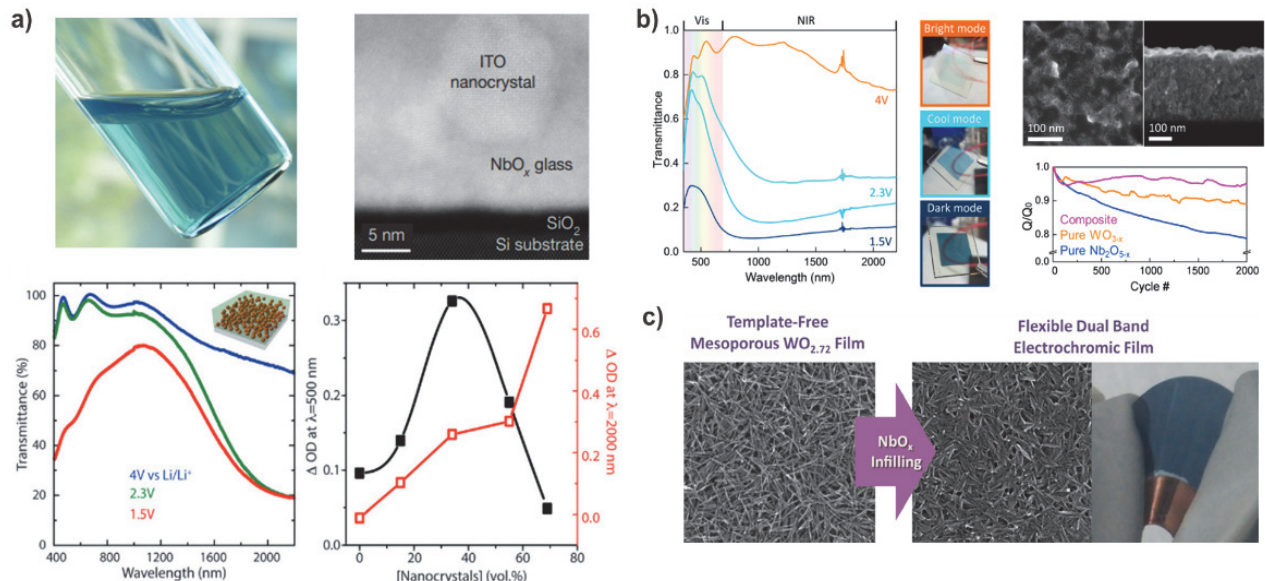 a)
ITO
nanocrystal
NbOₓ glass
SiO₂
5 nm
Si substrate
100
80
60
40
20
0
Transmittance (%)
4V vs Li/Li⁺
2.3V
1.5V
400
800
1200
1600
2000
Wavelength (nm)
0.3
0.2
0.1
0.0
Δ OD at λ=500 nm
0.6
0.4
0.2
0.0
Δ OD at λ=2000 nm
0
20
40
60
80
[Nanocrystals] (vol.%)
b)
Vis
NIR
1.0
0.8
0.6
0.4
0.2
0.0
Transmittance
4V
2.3V
1.5V
500
1000
1500
2000
Wavelength (nm)
Bright mode
Cool mode
Dark mode
100 nm
100 nm
1.0
0.9
0.8
0.0
Q/Q₀
Composite
Pure WO₃₋ₓ
Pure Nb₂O₅₋ₓ
0
500
1000
1500
2000
Cycle #
c)
Template-Free
Mesoporous WO₂.₇₂ Film
NbOₓ
Infilling
Flexible Dual Band
Electrochromic Film